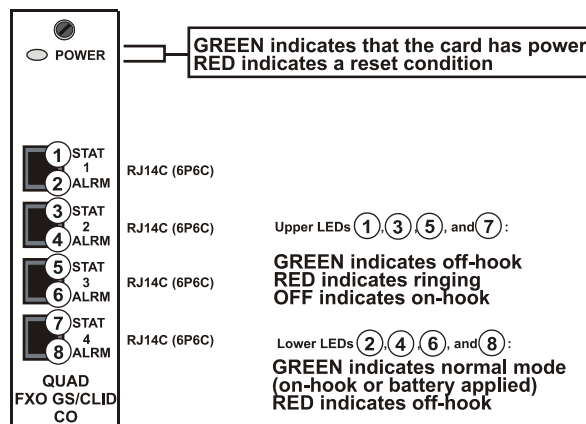 POWER
GREEN indicates that the card has power
RED indicates a reset condition
1 STAT
1
2 ALRM
RJ14C (6P6C)
3 STAT
2
4 ALRM
RJ14C (6P6C)
5 STAT
3
6 ALRM
RJ14C (6P6C)
7 STAT
4
8 ALRM
RJ14C (6P6C)
QUAD
FXO GS/CLID
CO
Upper LEDs 1, 3, 5, and 7 :
GREEN indicates off-hook
RED indicates ringing
OFF indicates on-hook
Lower LEDs 2, 4, 6, and 8 :
GREEN indicates normal mode
(on-hook or battery applied)
RED indicates off-hook